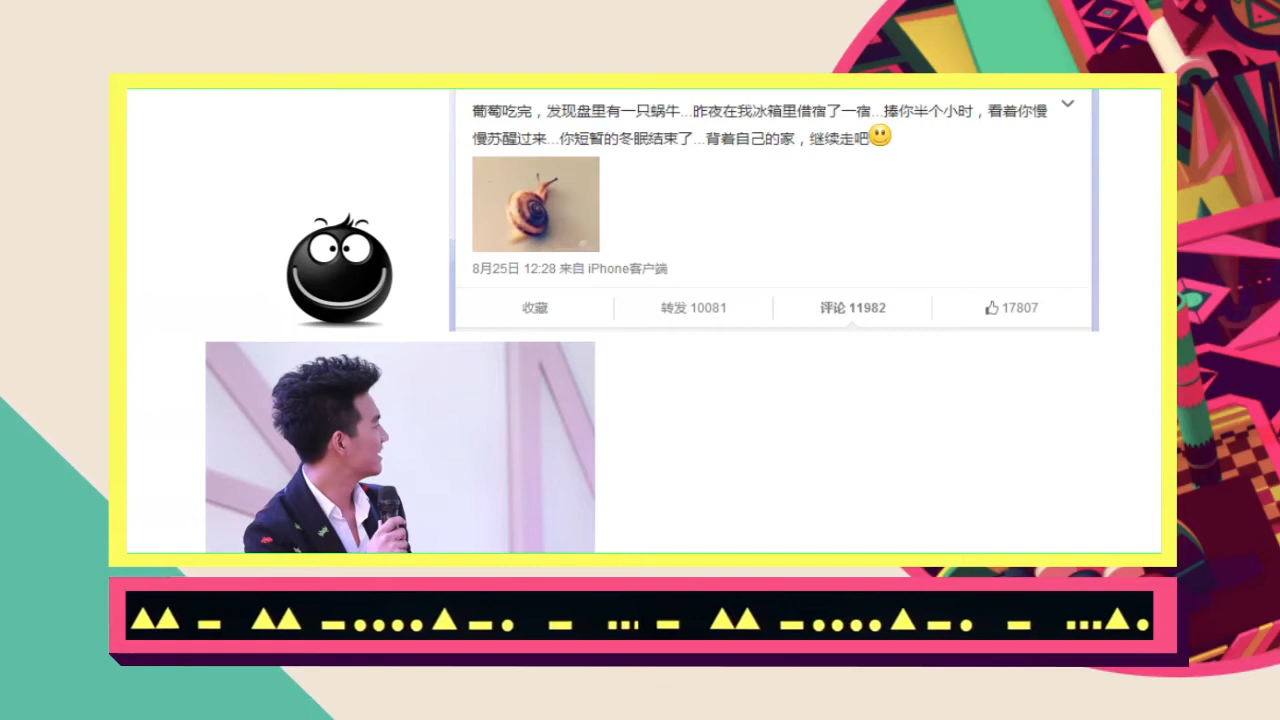 葡萄吃完，发现盘里有一只蜗牛...昨夜在我冰箱里借宿了一宿...捧你半个小时，看着你慢
慢苏醒过来...你短暂的冬眠结束了...背着自己的家，继续走吧
8月25日 12:28 来自 iPhone客户端
收藏 转发 10081 评论 11982 17807